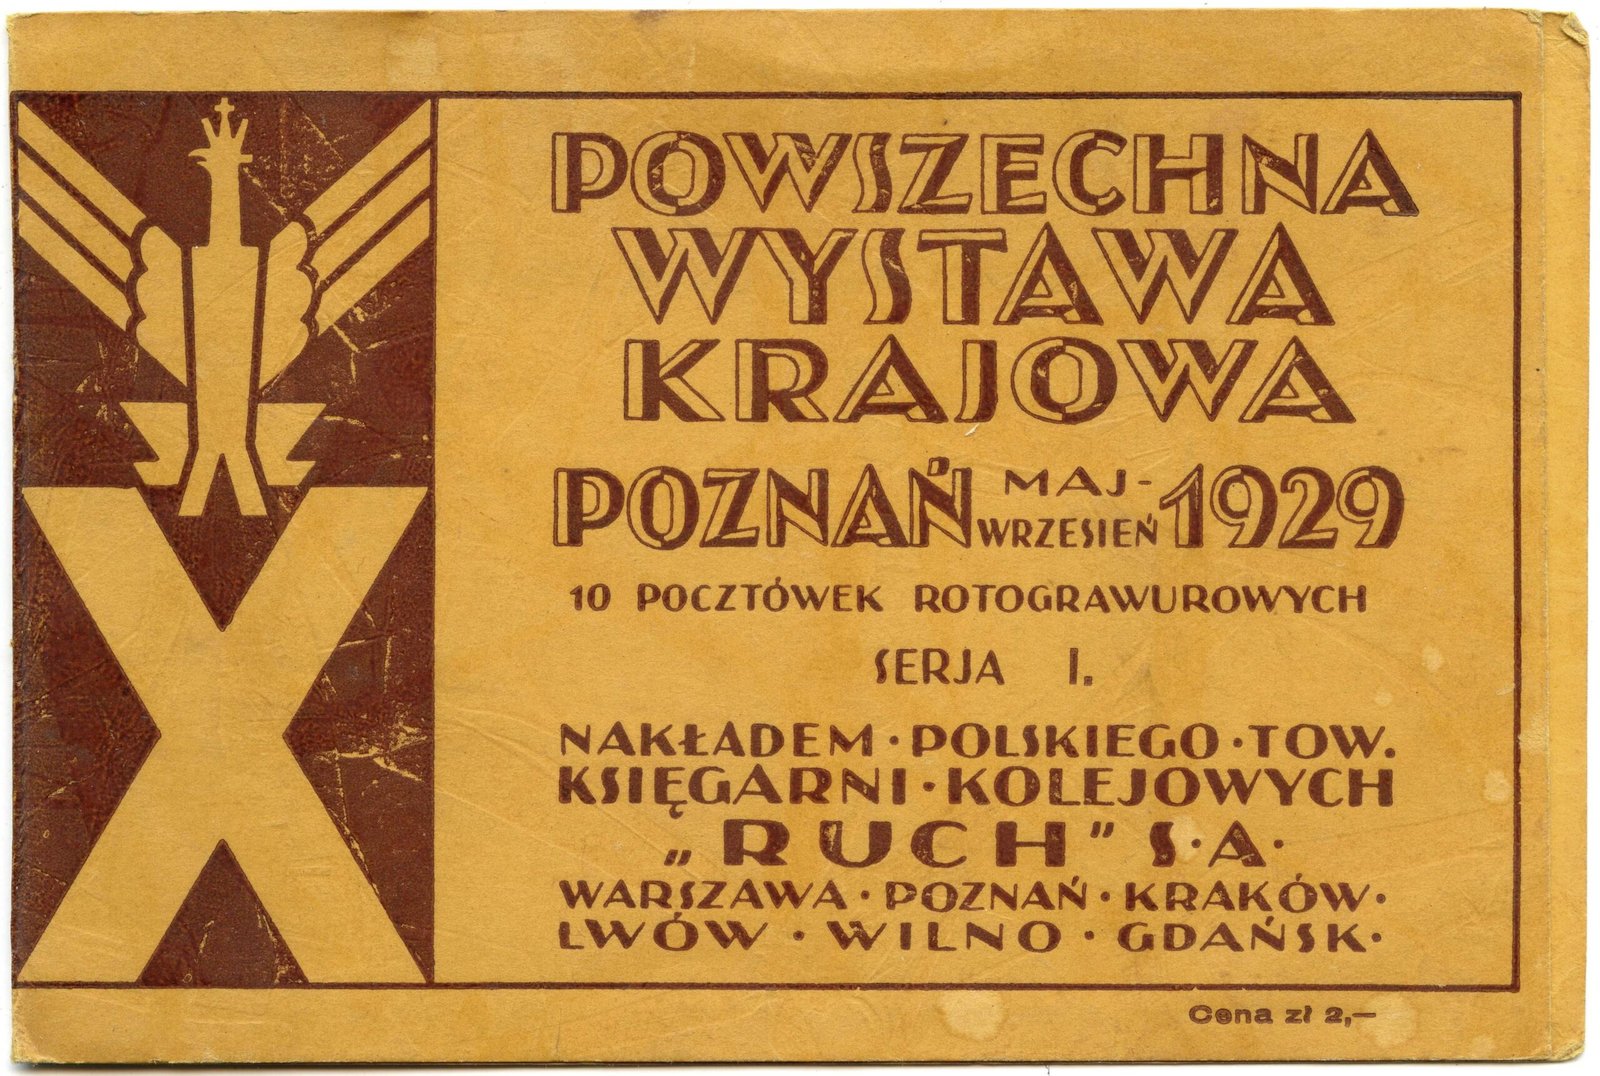 X
POWSZECHNA
WYSTAWA
KRAJOWA
POZNAŃ MAJ-WRZESIEŃ 1929
10 POCZTÓWEK ROTOGRAWUROWYCH
SERJA I.
NAKŁADEM · POLSKIEGO · TOW.
KSIĘGARNI · KOLEJOWYCH
„RUCH" S·A·
WARSZAWA · POZNAŃ · KRAKÓW ·
LWÓW · WILNO · GDAŃSK ·
Cena zł 2,—